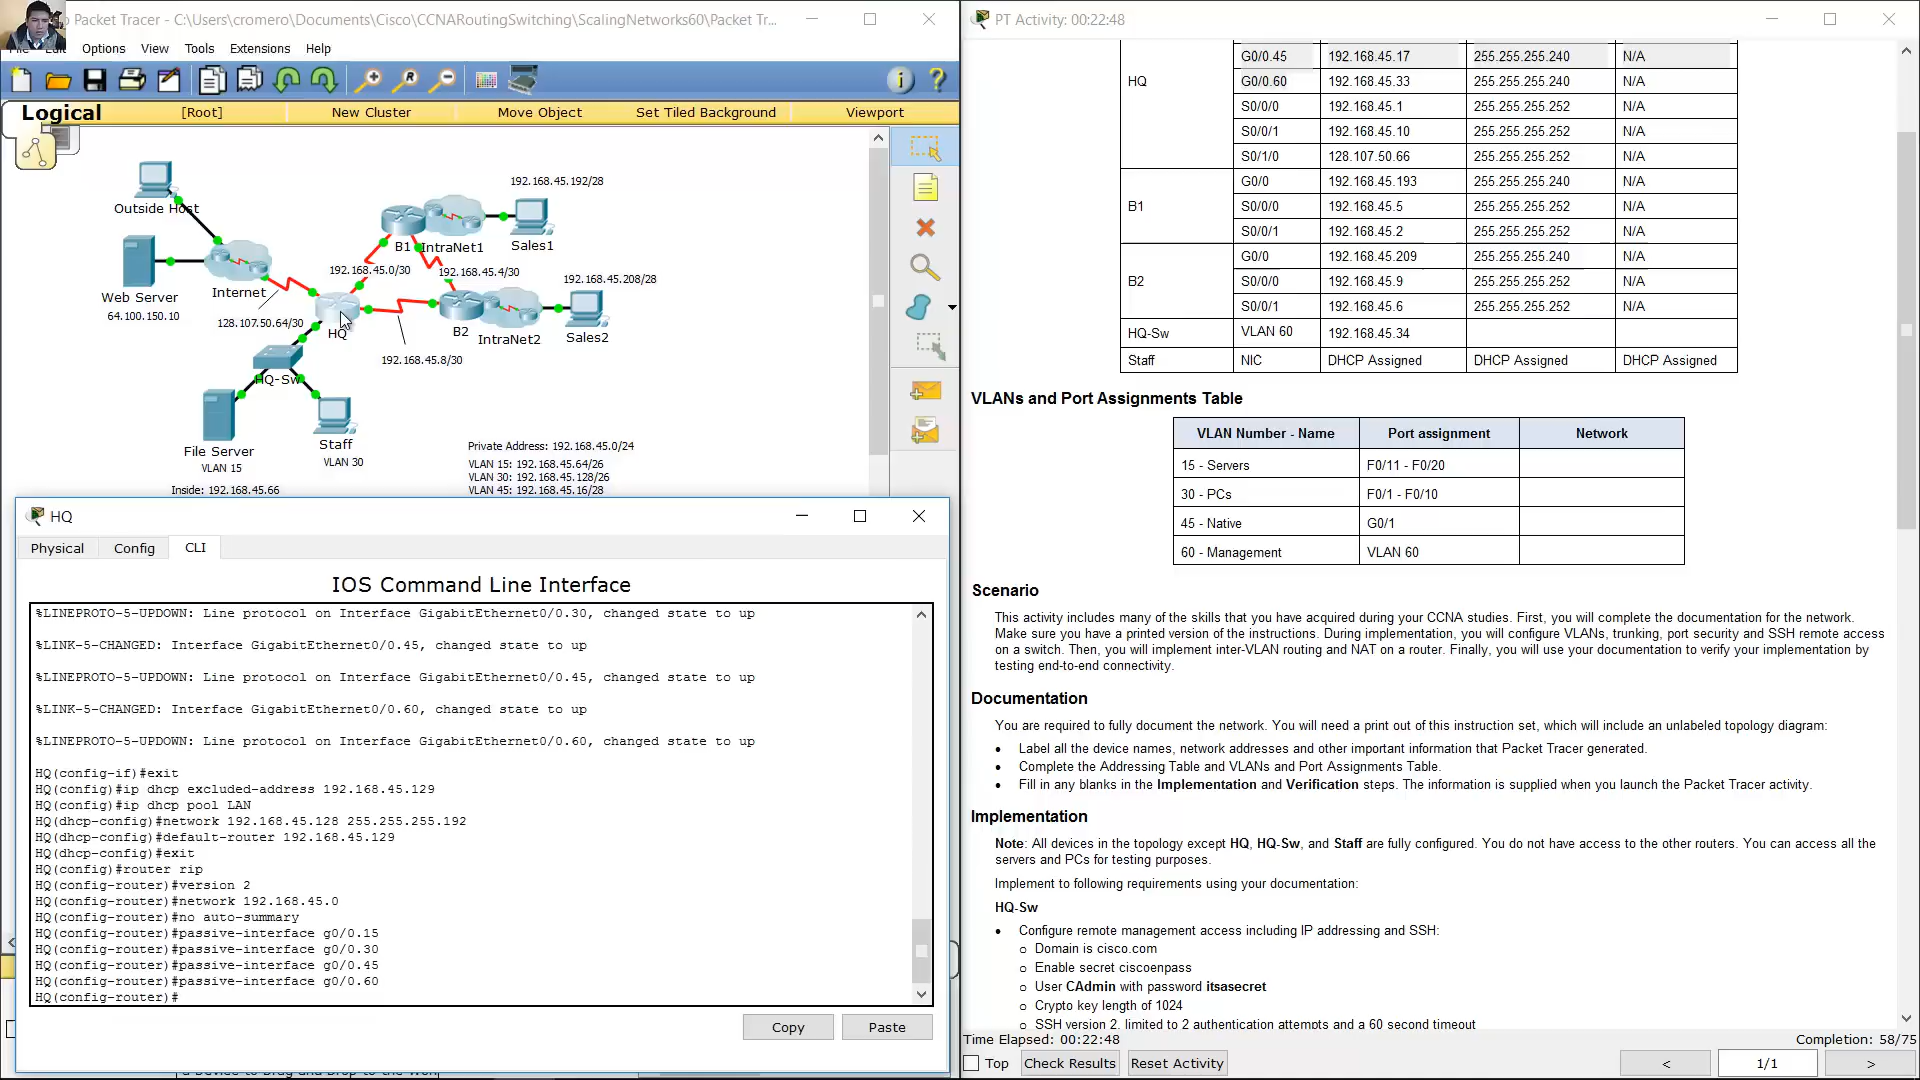 Packet Tracer - C:\Users\cromero\Documents\Cisco\CCNARoutingSwitching\ScalingNetworks60\Packet Tr...
Options View Tools Extensions Help
Logical [Root] New Cluster Move Object Set Tiled Background Viewport
192.168.45.192/28
Outside Host
B1 IntraNet1 Sales1
192.168.45.0/30 192.168.45.4/30
192.168.45.208/28
Internet
Web Server
64.100.150.10
128.107.50.64/30
HQ
B2 IntraNet2 Sales2
192.168.45.8/30
HQ-Sw
File Server
VLAN 15
Staff
VLAN 30
Private Address: 192.168.45.0/24
VLAN 15: 192.168.45.64/26
VLAN 30: 192.168.45.128/26
VLAN 45: 192.168.45.16/28
Inside: 192.168.45.66
HQ
Physical Config CLI
IOS Command Line Interface
%LINEPROTO-5-UPDOWN: Line protocol on Interface GigabitEthernet0/0.30, changed state to up
%LINK-5-CHANGED: Interface GigabitEthernet0/0.45, changed state to up
%LINEPROTO-5-UPDOWN: Line protocol on Interface GigabitEthernet0/0.45, changed state to up
%LINK-5-CHANGED: Interface GigabitEthernet0/0.60, changed state to up
%LINEPROTO-5-UPDOWN: Line protocol on Interface GigabitEthernet0/0.60, changed state to up
HQ(config-if)#exit
HQ(config)#ip dhcp excluded-address 192.168.45.129
HQ(config)#ip dhcp pool LAN
HQ(dhcp-config)#network 192.168.45.128 255.255.255.192
HQ(dhcp-config)#default-router 192.168.45.129
HQ(dhcp-config)#exit
HQ(config)#router rip
HQ(config-router)#version 2
HQ(config-router)#network 192.168.45.0
HQ(config-router)#no auto-summary
HQ(config-router)#passive-interface g0/0.15
HQ(config-router)#passive-interface g0/0.30
HQ(config-router)#passive-interface g0/0.45
HQ(config-router)#passive-interface g0/0.60
HQ(config-router)#
Copy Paste
PT Activity: 00:22:48
G0/0.45 192.168.45.17 255.255.255.240 N/A
HQ G0/0.60 192.168.45.33 255.255.255.240 N/A
S0/0/0 192.168.45.1 255.255.255.252 N/A
S0/0/1 192.168.45.10 255.255.255.252 N/A
S0/1/0 128.107.50.66 255.255.255.252 N/A
G0/0 192.168.45.193 255.255.255.240 N/A
B1 S0/0/0 192.168.45.5 255.255.255.252 N/A
S0/0/1 192.168.45.2 255.255.255.252 N/A
G0/0 192.168.45.209 255.255.255.240 N/A
B2 S0/0/0 192.168.45.9 255.255.255.252 N/A
S0/0/1 192.168.45.6 255.255.255.252 N/A
HQ-Sw VLAN 60 192.168.45.34
Staff NIC DHCP Assigned DHCP Assigned DHCP Assigned
VLANs and Port Assignments Table
VLAN Number - Name Port assignment Network
15 - Servers F0/11 - F0/20
30 - PCs F0/1 - F0/10
45 - Native G0/1
60 - Management VLAN 60
Scenario
This activity includes many of the skills that you have acquired during your CCNA studies. First, you will complete the documentation for the network.
Make sure you have a printed version of the instructions. During implementation, you will configure VLANs, trunking, port security and SSH remote access
on a switch. Then, you will implement inter-VLAN routing and NAT on a router. Finally, you will use your documentation to verify your implementation by
testing end-to-end connectivity.
Documentation
You are required to fully document the network. You will need a print out of this instruction set, which will include an unlabeled topology diagram:
• Label all the device names, network addresses and other important information that Packet Tracer generated.
• Complete the Addressing Table and VLANs and Port Assignments Table.
• Fill in any blanks in the Implementation and Verification steps. The information is supplied when you launch the Packet Tracer activity.
Implementation
Note: All devices in the topology except HQ, HQ-Sw, and Staff are fully configured. You do not have access to the other routers. You can access all the
servers and PCs for testing purposes.
Implement to following requirements using your documentation:
HQ-Sw
• Configure remote management access including IP addressing and SSH:
o Domain is cisco.com
o Enable secret ciscoenpass
o User CAdmin with password itsasecret
o Crypto key length of 1024
o SSH version 2, limited to 2 authentication attempts and a 60 second timeout
Time Elapsed: 00:22:48 Completion: 58/75
Top Check Results Reset Activity < 1/1 >